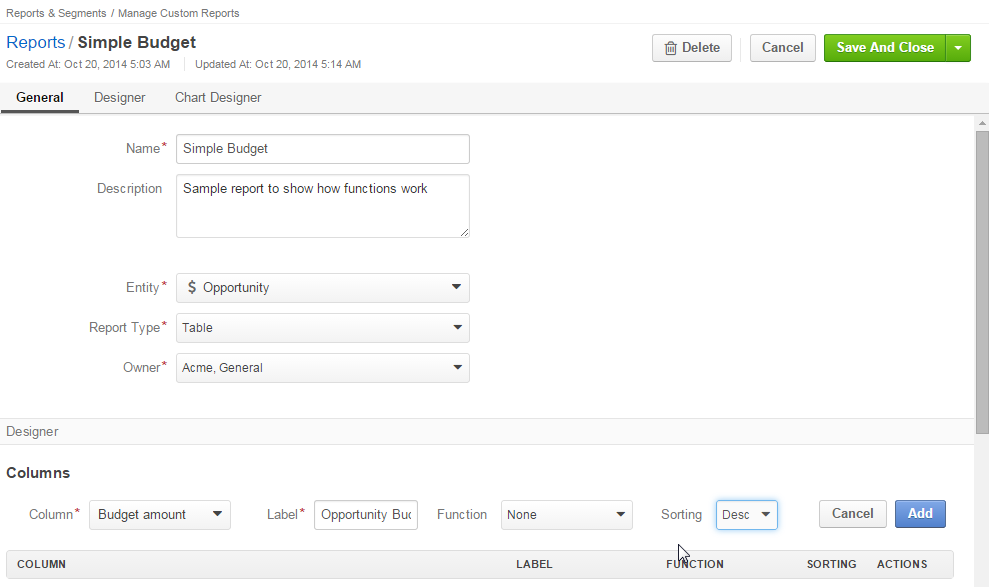 Reports & Segments / Manage Custom Reports
Reports / Simple Budget
Delete
Cancel
Save And Close
Created At: Oct 20, 2014 5:03 AM
Updated At: Oct 20, 2014 5:14 AM
General
Designer
Chart Designer
Name* Simple Budget
Description Sample report to show how functions work
Entity* $ Opportunity
Report Type* Table
Owner* Acme, General
Designer
Columns
Column* Budget amount Label* Opportunity Buc Function None Sorting Desc Cancel Add
COLUMN LABEL FUNCTION SORTING ACTIONS